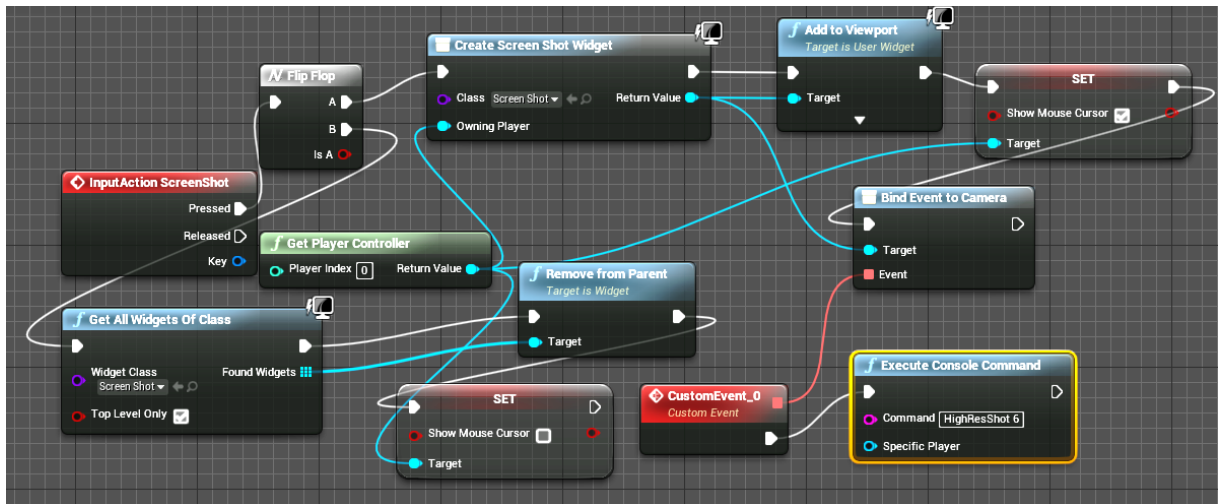 Flip Flop
A
B
Is A
InputAction ScreenShot
Pressed
Released
Key
Create Screen Shot Widget
Class Screen Shot Return Value
Owning Player
Add to Viewport
Target is User Widget
Target
SET
Show Mouse Cursor
Target
Get Player Controller
Player Index 0 Return Value
Bind Event to Camera
Target
Event
Remove from Parent
Target is Widget
Target
Get All Widgets Of Class
Widget Class Found Widgets
Screen Shot
Top Level Only
SET
Show Mouse Cursor
Target
CustomEvent_0
Custom Event
Execute Console Command
Command HighResShot 6
Specific Player